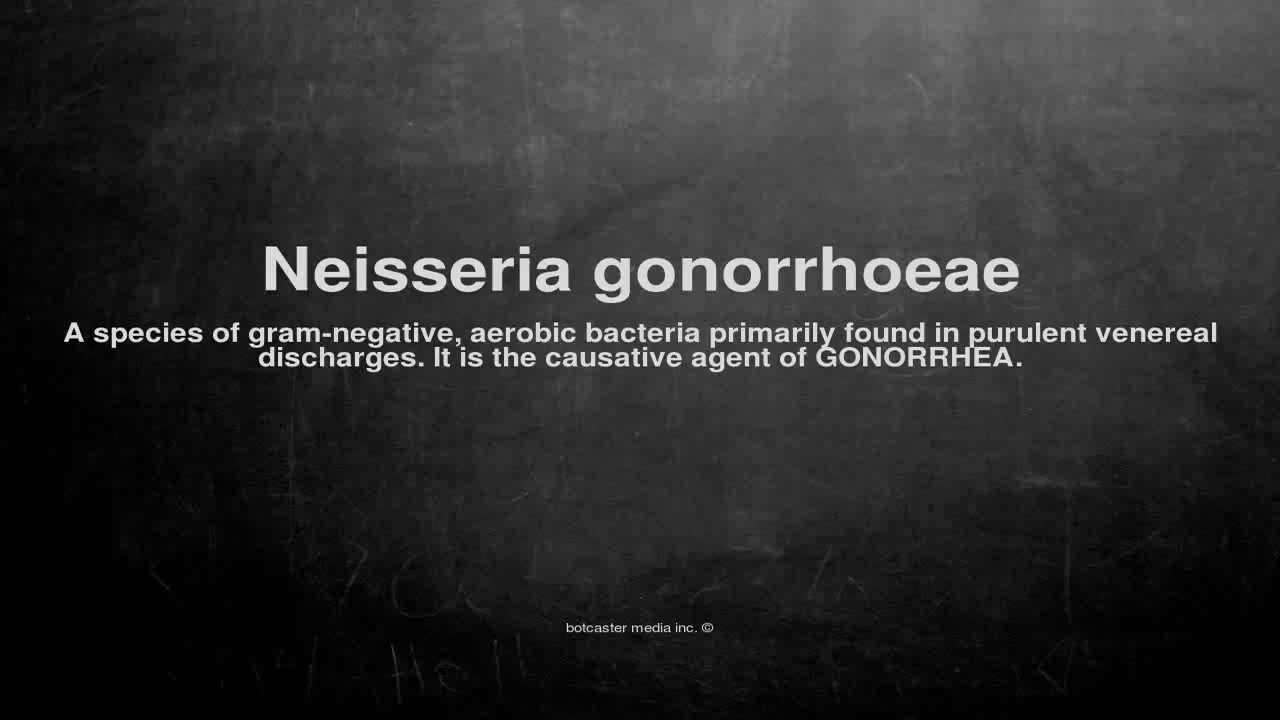 Neisseria gonorrhoeae
A species of gram-negative, aerobic bacteria primarily found in purulent venereal
discharges. It is the causative agent of GONORRHEA.
botcaster media inc. ©